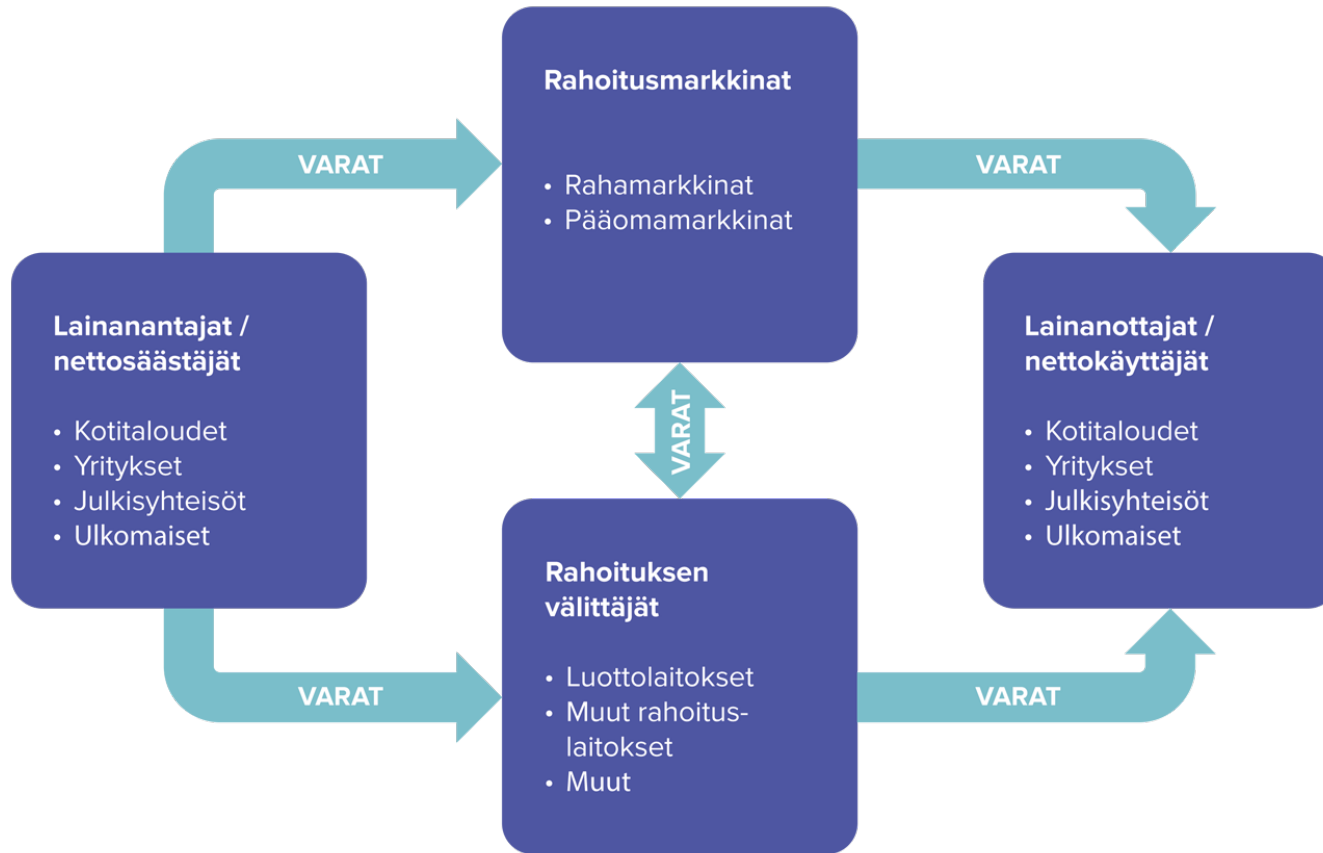 Rahoitusmarkkinat
• Rahamarkkinat
• Pääomamarkkinat
VARAT
VARAT
Lainanantajat /
nettosäästäjät
• Kotitaloudet
• Yritykset
• Julkisyhteisöt
• Ulkomaiset
VARAT
Lainanottajat /
nettokäyttäjät
• Kotitaloudet
• Yritykset
• Julkisyhteisöt
• Ulkomaiset
Rahoituksen
välittäjät
• Luottolaitokset
• Muut rahoitus-
laitokset
• Muut
VARAT
VARAT